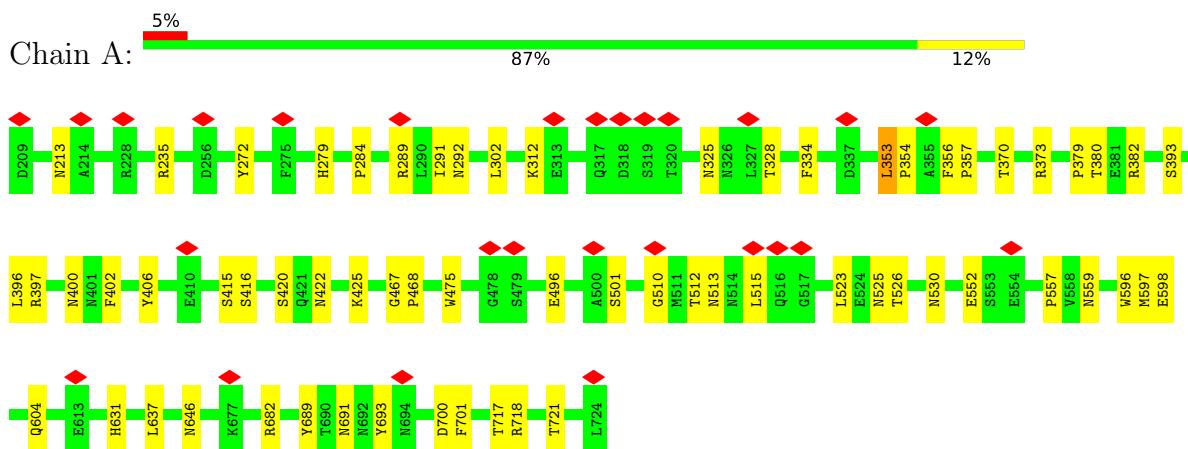 5%
Chain A:
87% 12%
D209 N213 A214 R228 R235 D256 Y272 F275 H279 P284 R289 L290 I291 N292 L302 K312 E313 Q317 D318 S319 T320 N325 N326 L327 T328 F334 D337 L353 P354 A355 F356 P357 T370 R373 P379 T380 E381 R382 S393
L396 R397 N400 N401 F402 Y406 E410 S415 S416 S420 Q421 N422 K425 G467 P468 W475 G478 S479 E496 A500 S501 G510 M511 T512 N513 N514 L515 Q516 G517 L523 E524 N525 T526 N530 E552 S553 E554 P557 V558 N559 W596 M597 E598
Q604 E613 H631 L637 N646 K677 R682 Y689 T690 N691 N692 Y693 N694 D700 F701 T717 R718 T721 L724